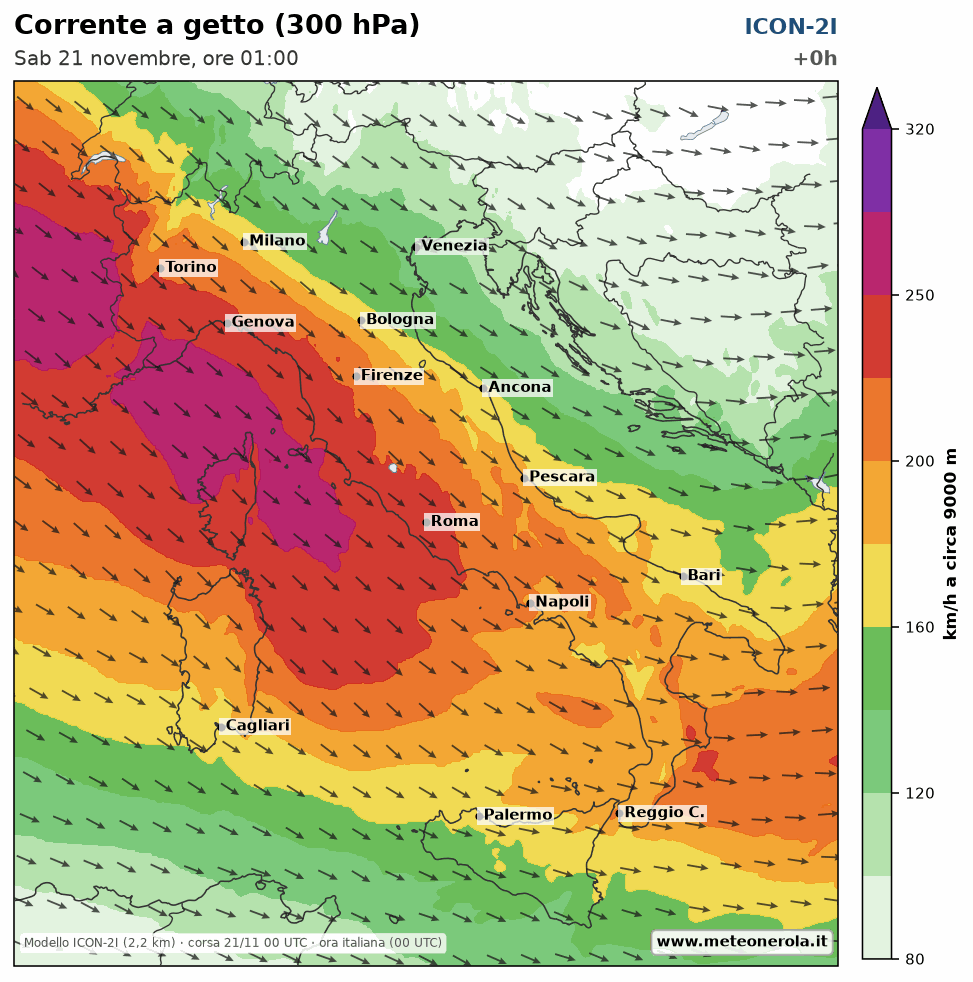 Corrente a getto (300 hPa)
ICON-2I
Sab 21 novembre, ore 01:00
+0h
Milano
Venezia
Torino
Genova
Bologna
Firenze
Ancona
Pescara
Roma
Bari
Napoli
Cagliari
Palermo
Reggio C.
320
250
200
160
120
80
km/h a circa 9000 m
Modello ICON-2I (2,2 km) · corsa 21/11 00 UTC · ora italiana (00 UTC)
www.meteonerola.it